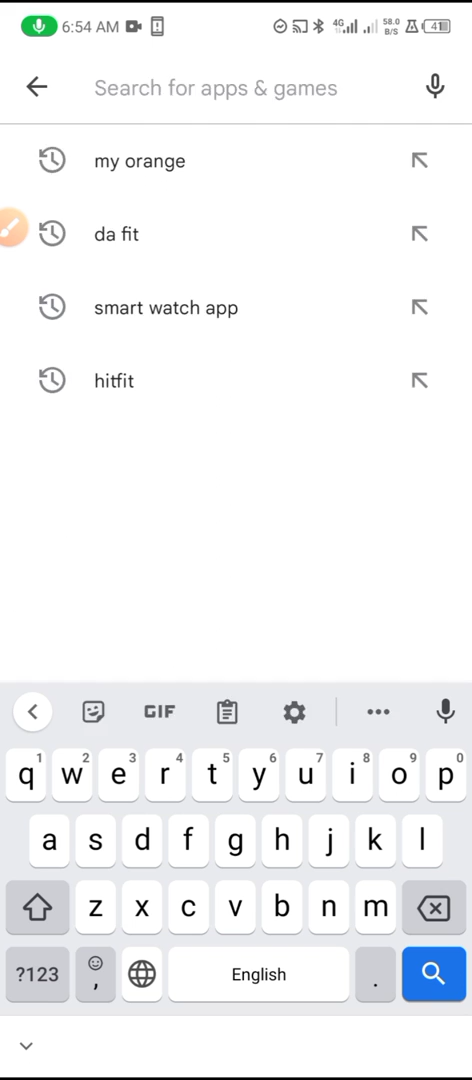 6:54 AM 4G 58.0 B/S 41
Search for apps & games
my orange
da fit
smart watch app
hitfit
GIF
q1 w2 e3 r4 t5 y6 u7 i8 o9 p0
a s d f g h j k l
z x c v b n m
?123 , English .